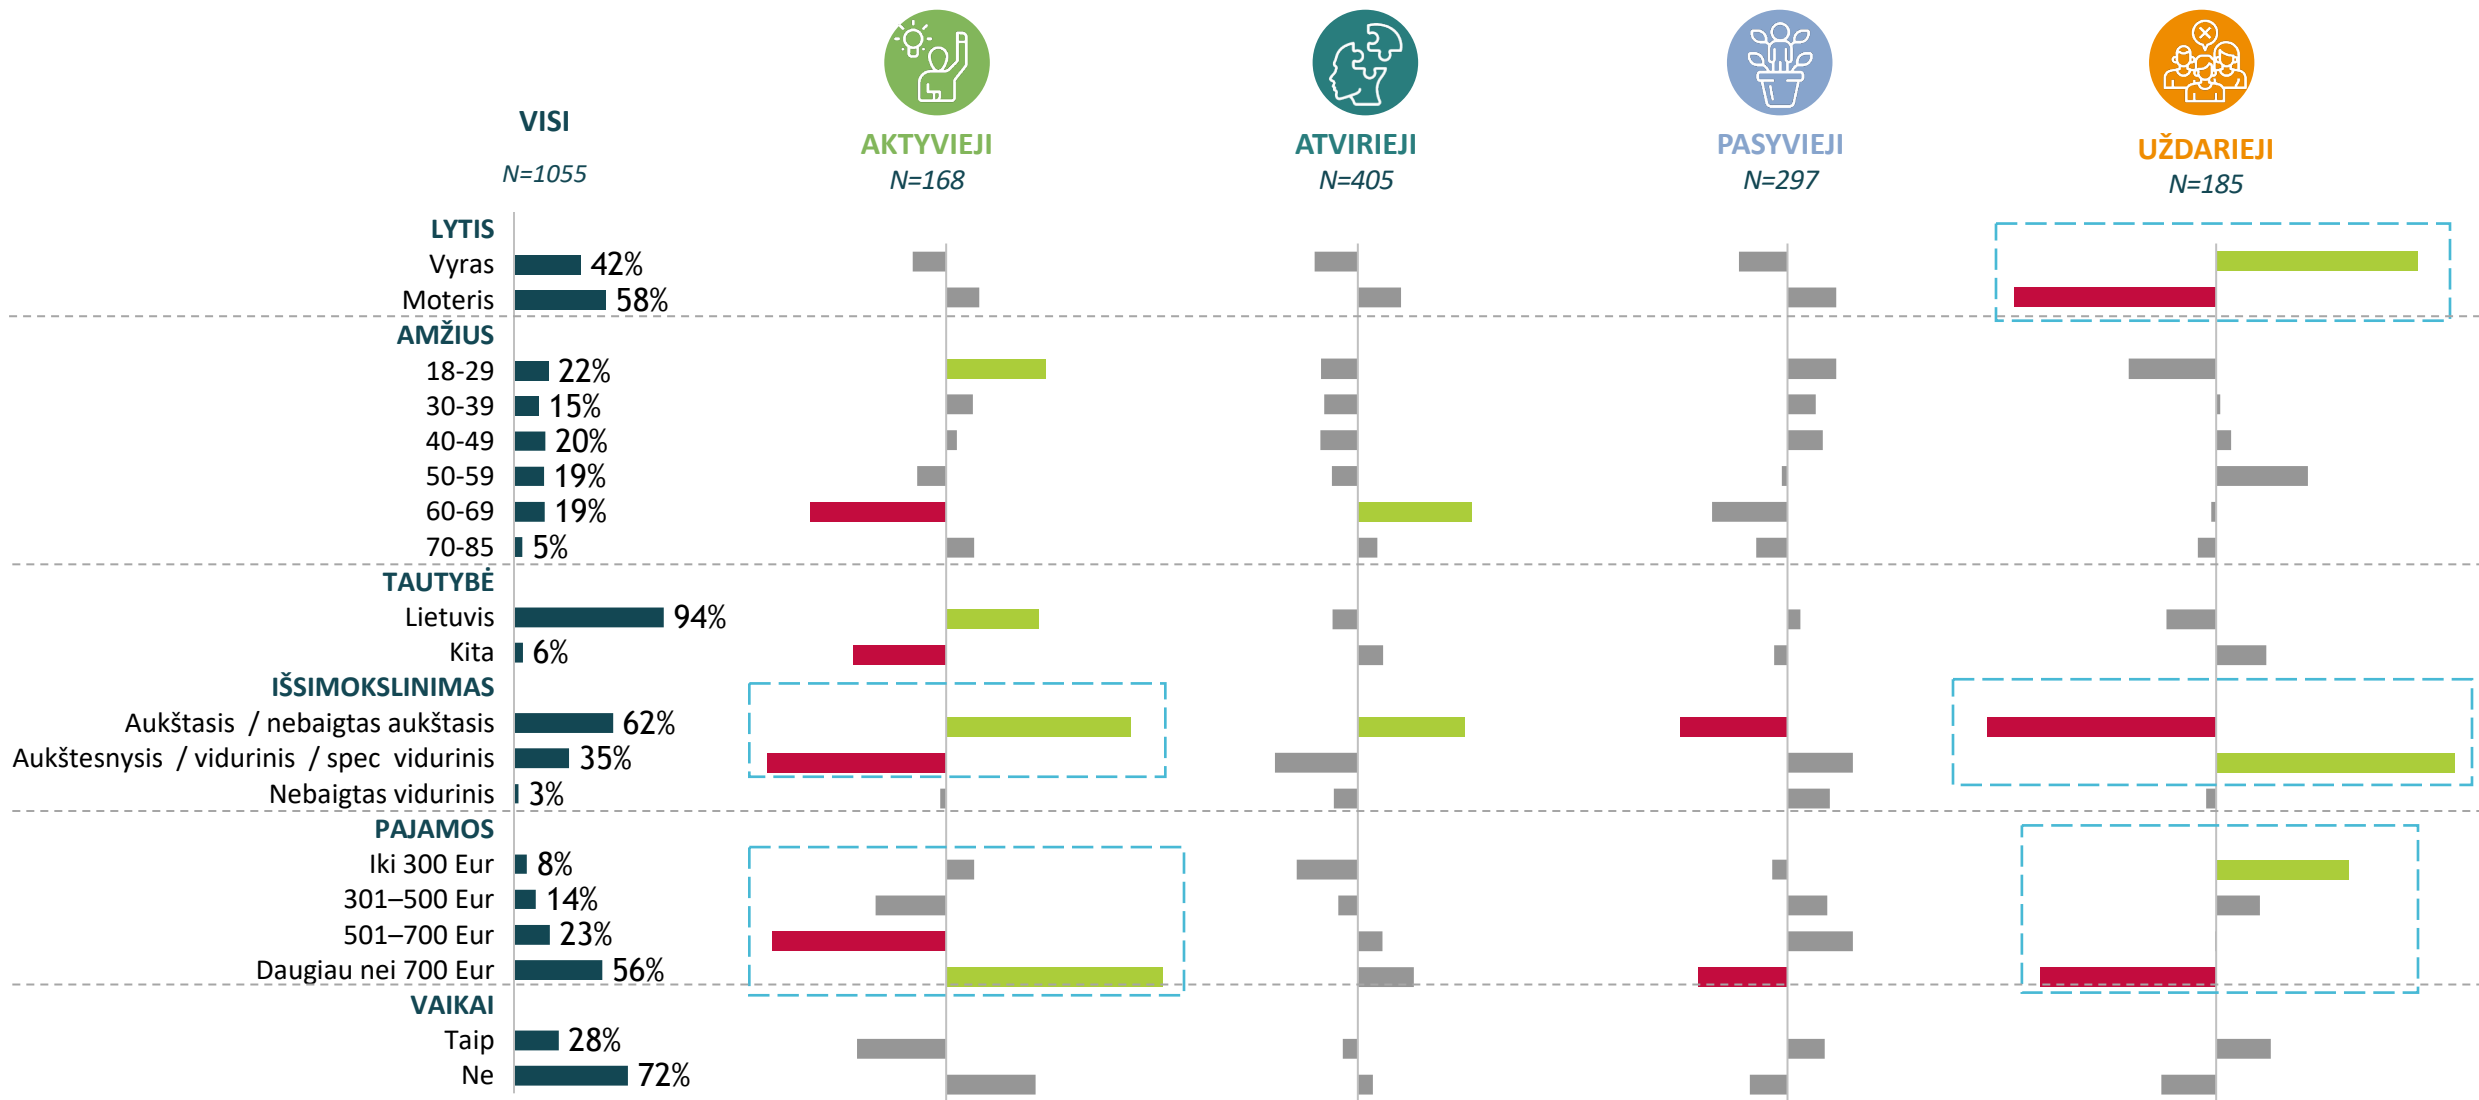 VISI
N=1055
AKTYVIEJI
N=168
ATVIRIEJI
N=405
PASYVIEJI
N=297
UŽDARIEJI
N=185
LYTIS
Vyras 42%
Moteris 58%
AMŽIUS
18-29 22%
30-39 15%
40-49 20%
50-59 19%
60-69 19%
70-85 5%
TAUTYBĖ
Lietuvis 94%
Kita 6%
IŠSIMOKSLINIMAS
Aukštasis / nebaigtas aukštasis 62%
Aukštesnysis / vidurinis / spec vidurinis 35%
Nebaigtas vidurinis 3%
PAJAMOS
Iki 300 Eur 8%
301–500 Eur 14%
501–700 Eur 23%
Daugiau nei 700 Eur 56%
VAIKAI
Taip 28%
Ne 72%